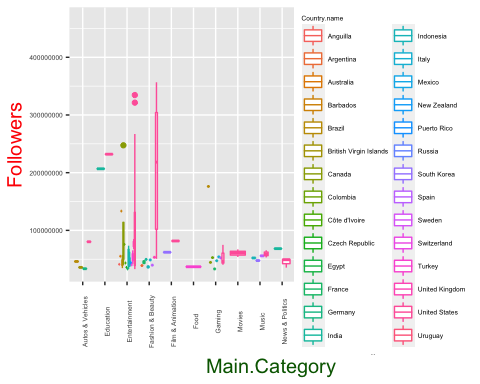 Country.name
Followers
400000000
300000000
200000000
100000000
Autos & Vehicles
Education
Entertainment
Fashion & Beauty
Film & Animation
Food
Gaming
Movies
Music
News & Politics
Main.Category
Anguilla
Argentina
Australia
Barbados
Brazil
British Virgin Islands
Canada
Colombia
Côte d'Ivoire
Czech Republic
Egypt
France
Germany
India
Indonesia
Italy
Mexico
New Zealand
Puerto Rico
Russia
South Korea
Spain
Sweden
Switzerland
Turkey
United Kingdom
United States
Uruguay